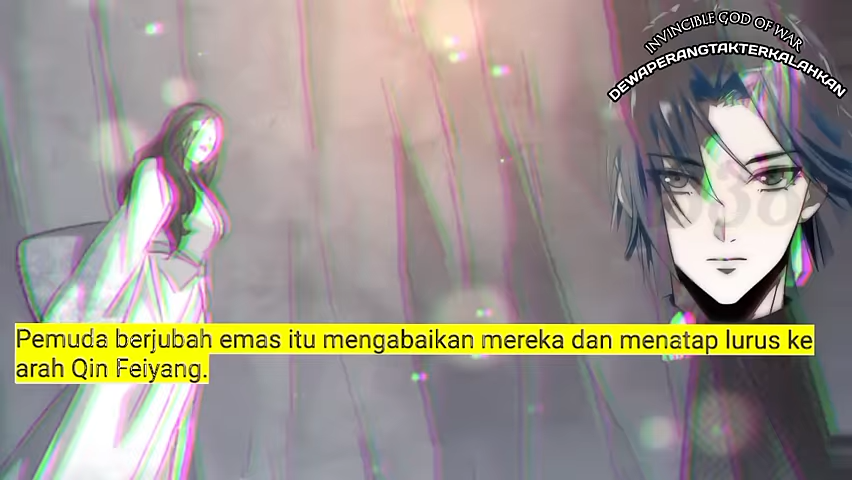 INVINCIBLE GOD OF WAR
DEWAPERANGTAKTERKALAHKAN
Pemuda berjubah emas itu mengabaikan mereka dan menatap lurus ke
arah Qin Feiyang.